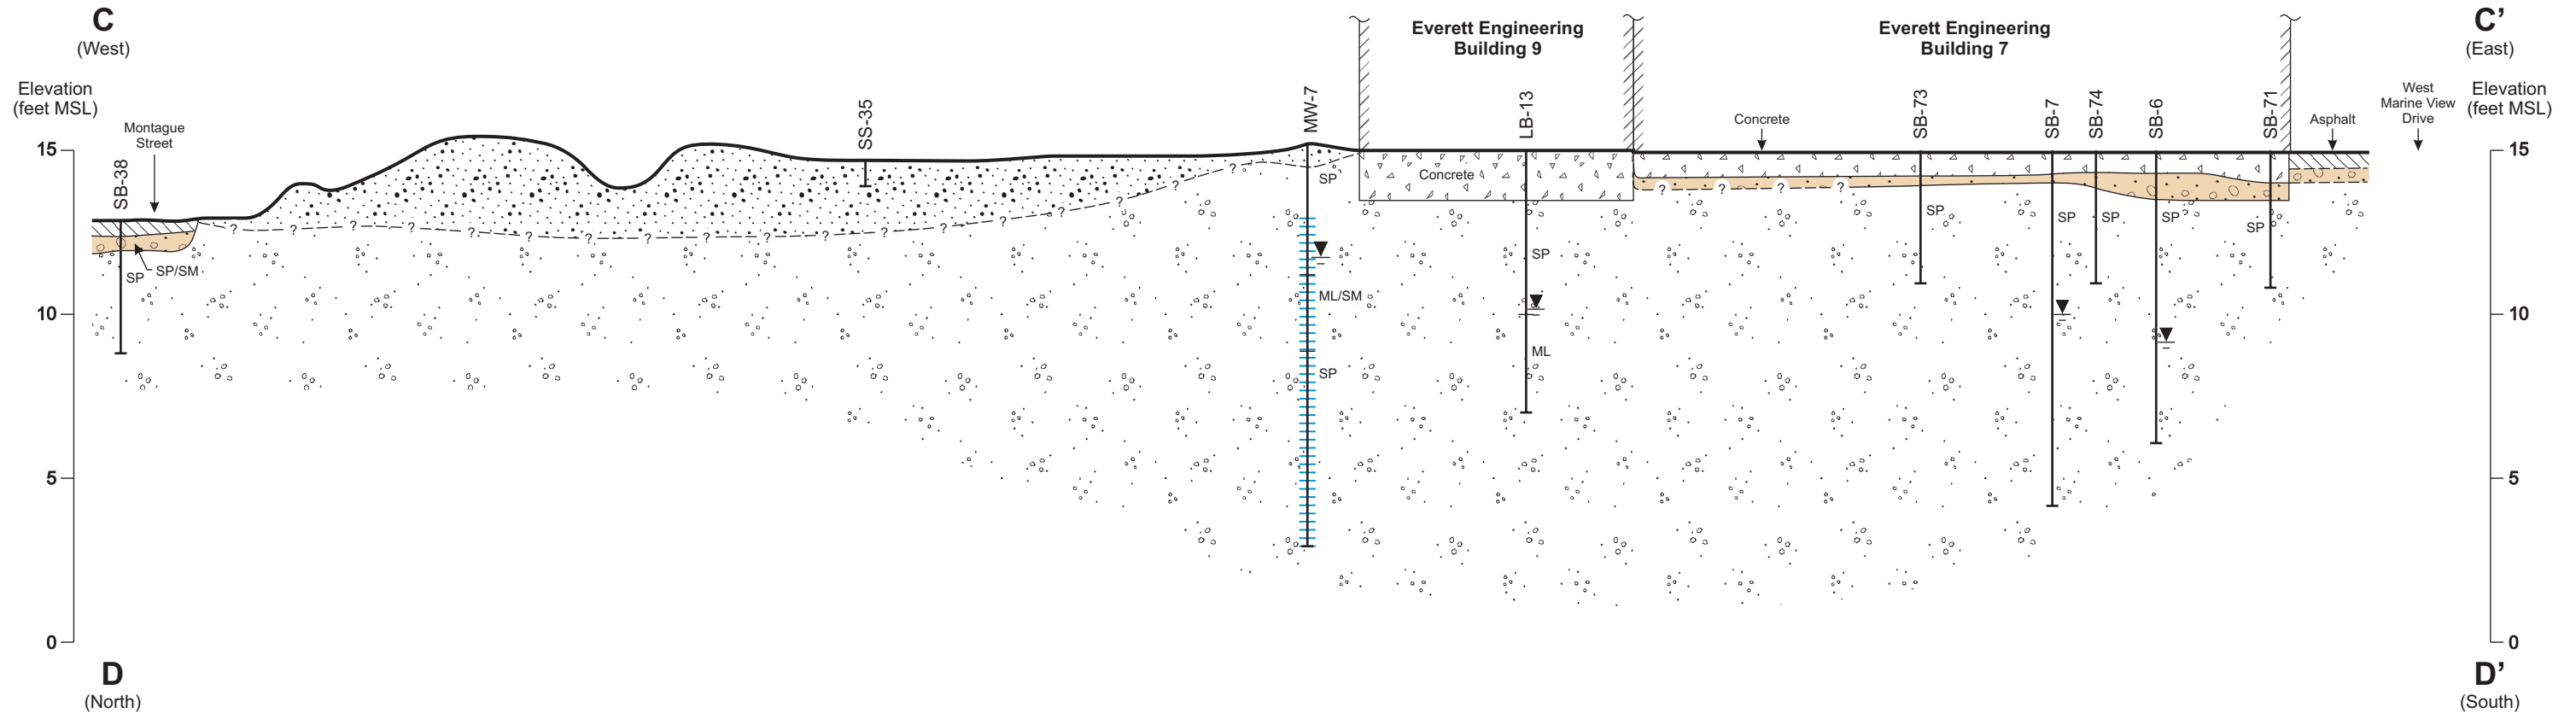 C
(West)
Elevation
(feet MSL)
Montague
Street
SB-38
SS-35
MW-7
Everett Engineering
Building 9
LB-13
Everett Engineering
Building 7
Concrete
SB-73
SB-7
SB-74
SB-6
SB-71
Asphalt
West
Marine View
Drive
C’
(East)
Elevation
(feet MSL)
15
10
5
0
15
10
5
0
SP
SP/SM
? ? ? ? ? ? ? ? ? ? ? ? ? ? ? ? ? ?
SP
ML/SM
SP
Concrete
SP
ML
? ? ? ?
SP
SP
SP
SP
SP
D
(North)
D’
(South)